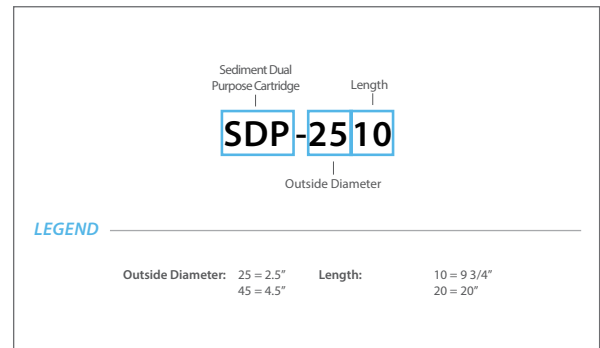 Sediment Dual
Purpose Cartridge
Length
SDP-2510
Outside Diameter
LEGEND
Outside Diameter: 25 = 2.5" Length: 10 = 9 3/4"
45 = 4.5" 20 = 20"